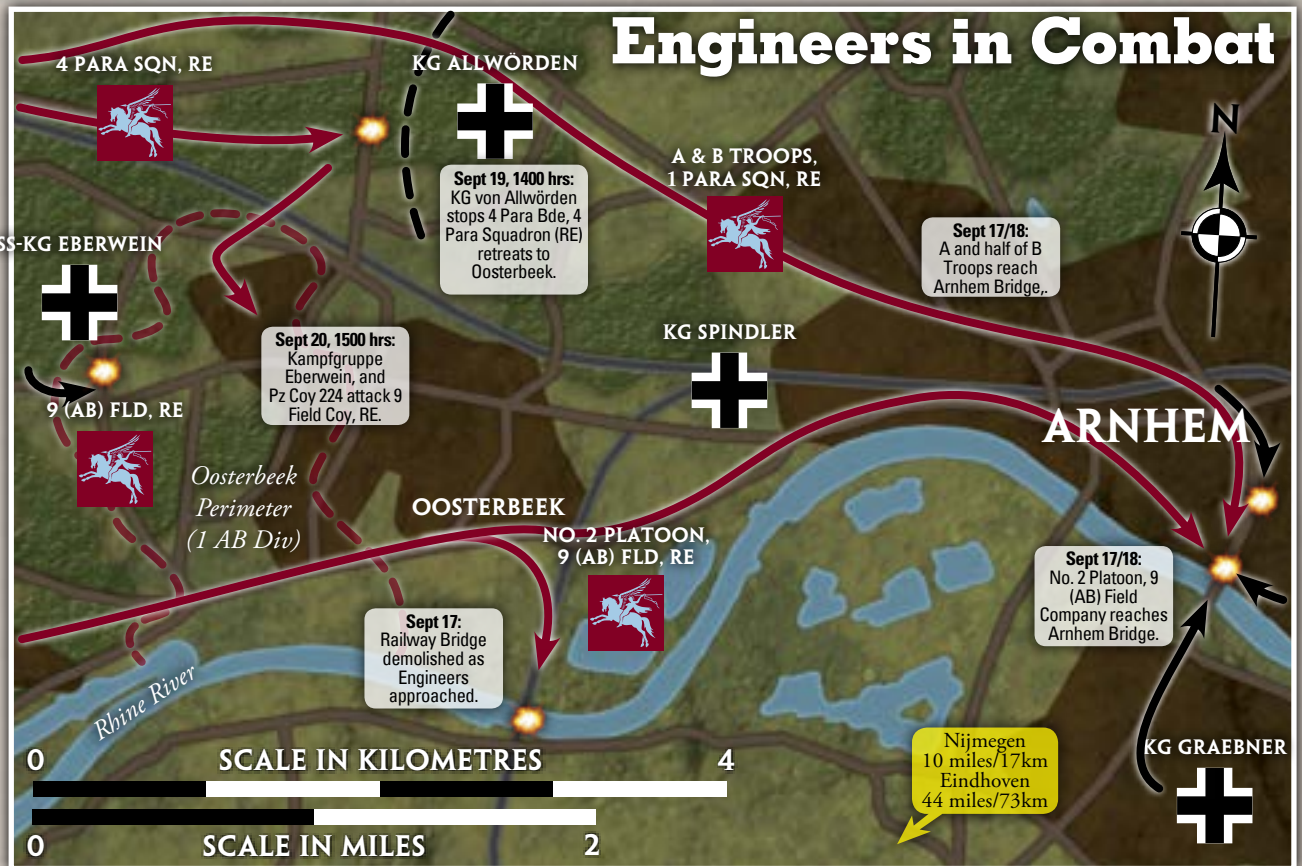 Engineers in Combat
4 PARA SQN, RE
KG ALLWÖRDEN
N
Sept 19, 1400 hrs:
KG von Allwörden
stops 4 Para Bde, 4
Para Squadron (RE)
retreats to
Oosterbeek.
A & B TROOPS,
1 PARA SQN, RE
Sept 17/18:
A and half of B
Troops reach
Arnhem Bridge,.
SS-KG EBERWEIN
KG SPINDLER
Sept 20, 1500 hrs:
Kampfgruppe
Eberwein, and
Pz Coy 224 attack 9
Field Coy, RE.
9 (AB) FLD, RE
ARNHEM
Oosterbeek
Perimeter
(1 AB Div)
OOSTERBEEK
NO. 2 PLATOON,
9 (AB) FLD, RE
Sept 17/18:
No. 2 Platoon, 9
(AB) Field
Company reaches
Arnhem Bridge.
Sept 17:
Railway Bridge
demolished as
Engineers
approached.
Rhine River
Nijmegen
10 miles/17km
Eindhoven
44 miles/73km
KG GRAEBNER
0 SCALE IN KILOMETRES 4
0 SCALE IN MILES 2